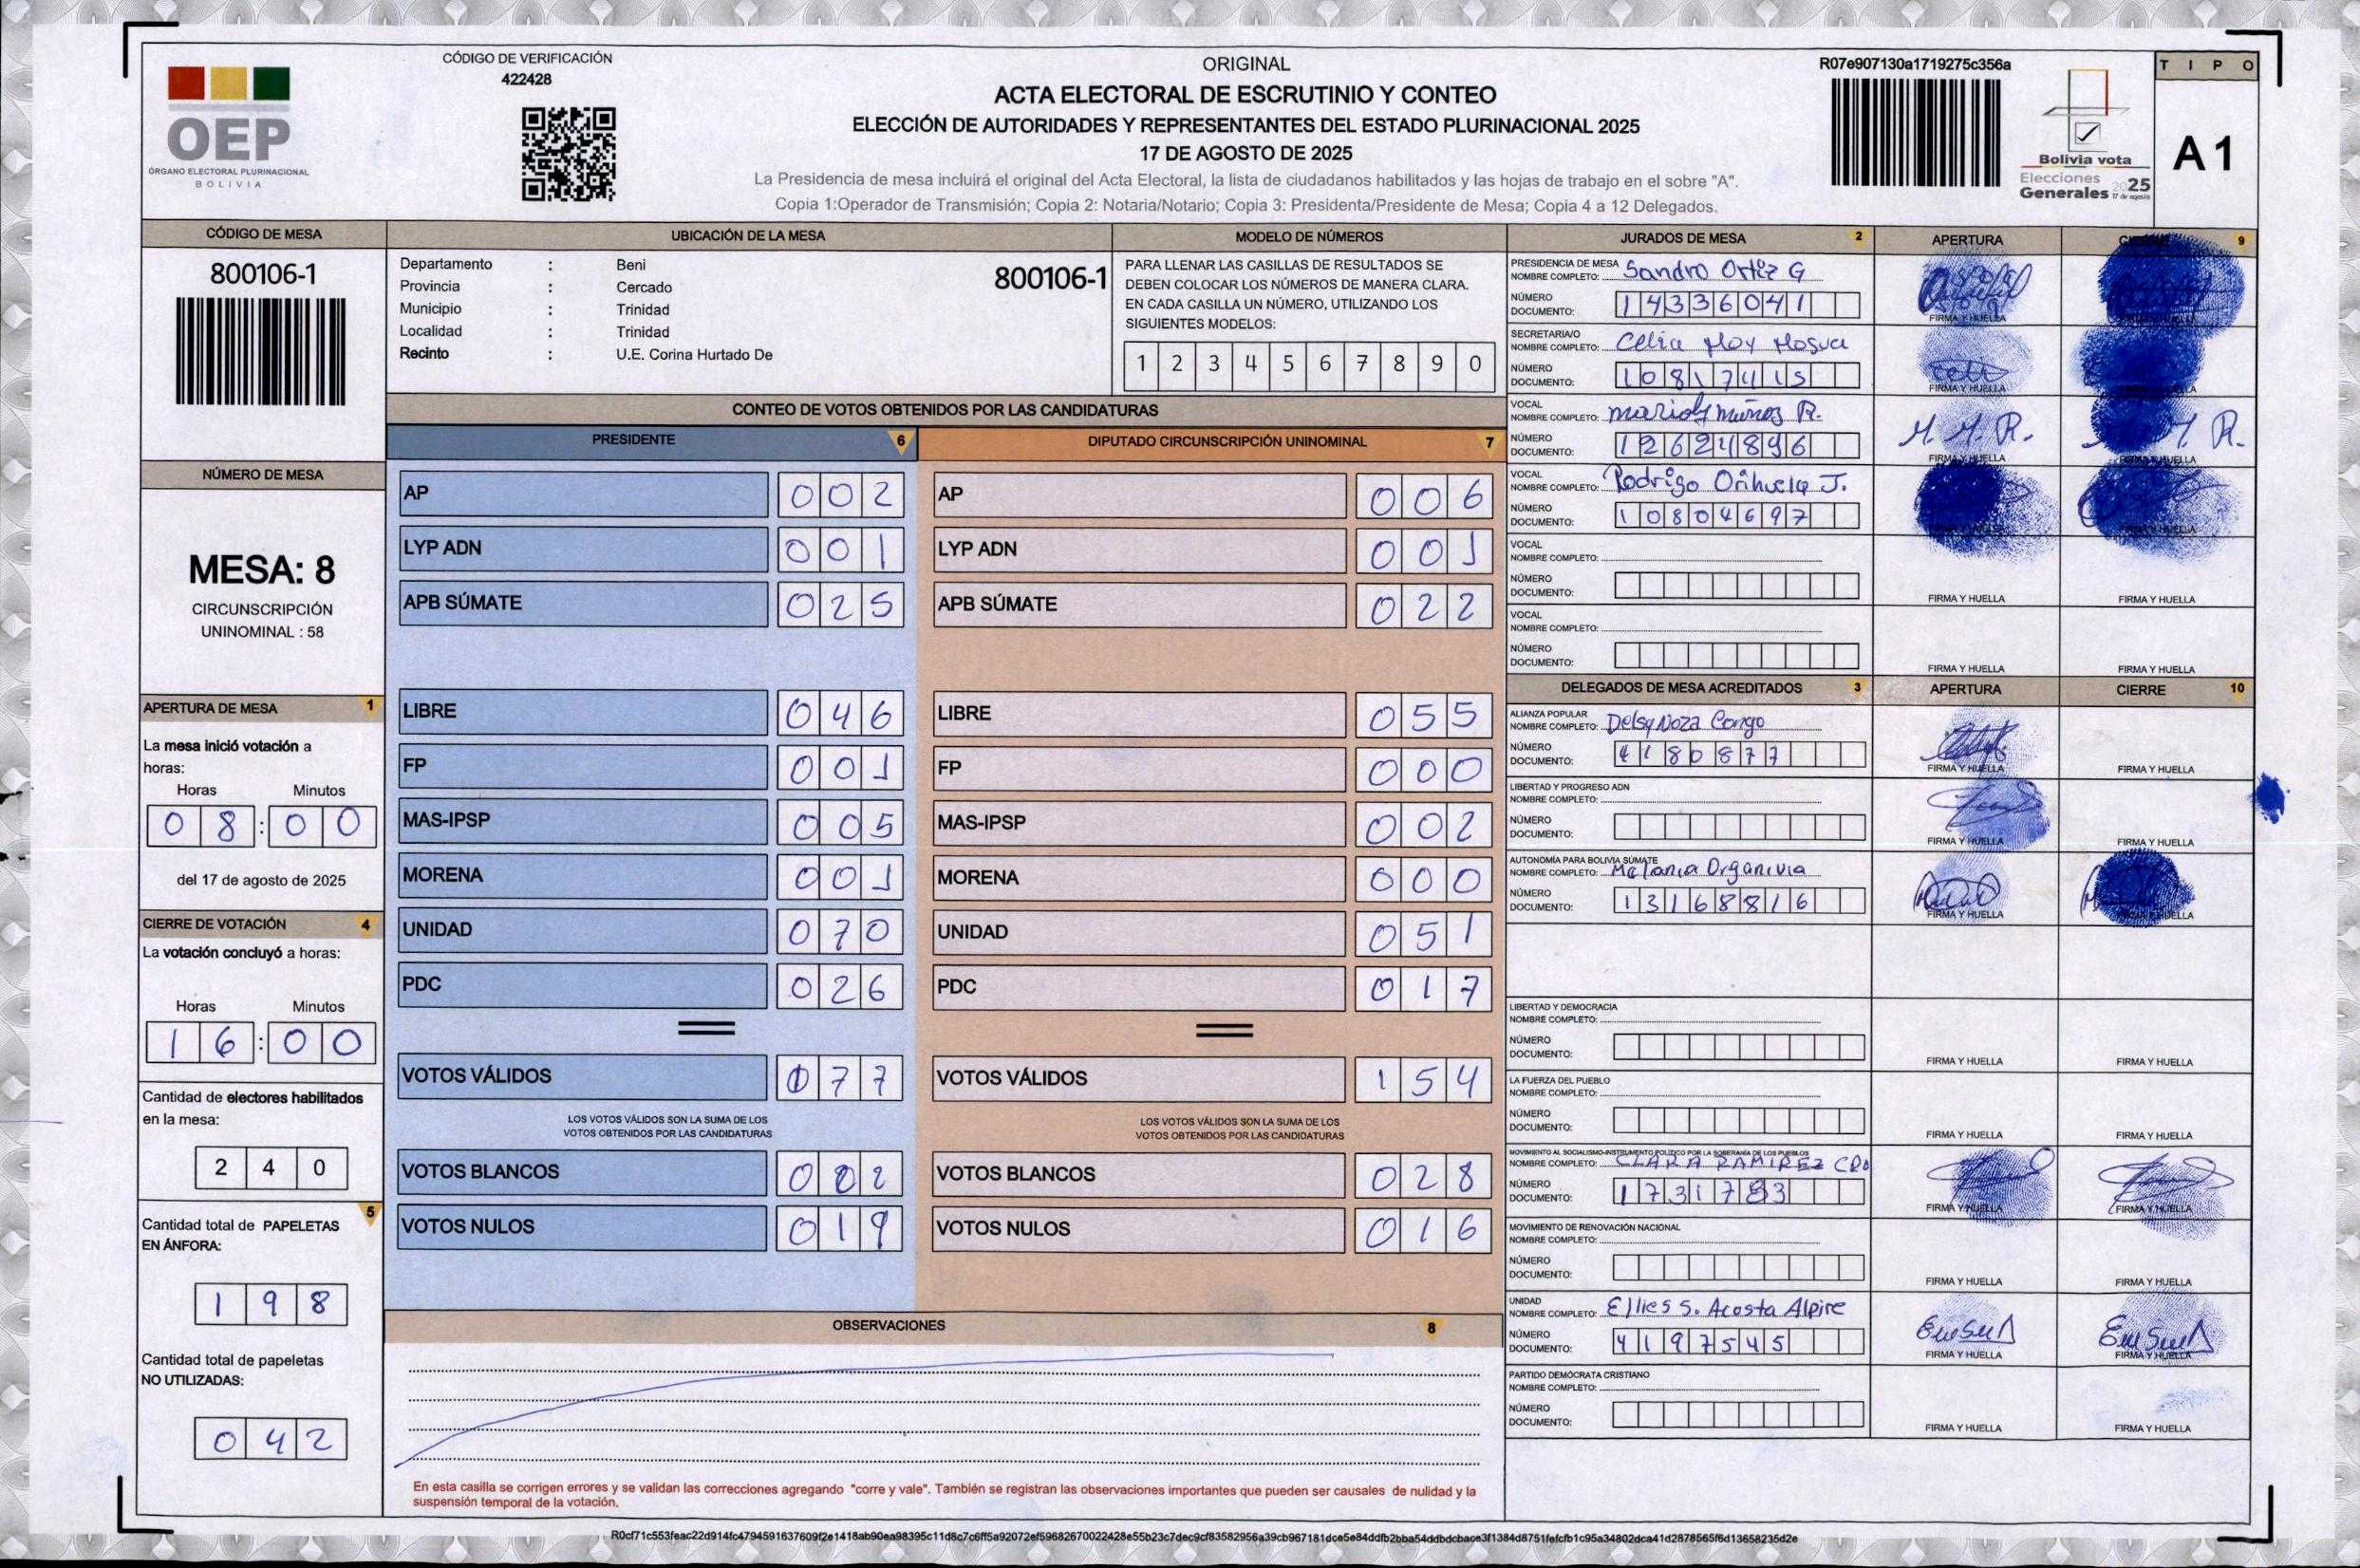 CÓDIGO DE VERIFICACIÓN
422428
OEP
ÓRGANO ELECTORAL PLURINACIONAL
BOLIVIA
ORIGINAL
ACTA ELECTORAL DE ESCRUTINIO Y CONTEO
ELECCIÓN DE AUTORIDADES Y REPRESENTANTES DEL ESTADO PLURINACIONAL 2025
17 DE AGOSTO DE 2025
La Presidencia de mesa incluirá el original del Acta Electoral, la lista de ciudadanos habilitados y las hojas de trabajo en el sobre "A".
Copia 1:Operador de Transmisión; Copia 2: Notaria/Notario; Copia 3: Presidenta/Presidente de Mesa; Copia 4 a 12 Delegados.
R07e907130a1719275c356a
Bolivia vota
Elecciones
Generales 2025
17 de agosto
TIPO
A1
CÓDIGO DE MESA
800106-1
UBICACIÓN DE LA MESA
Departamento : Beni
Provincia : Cercado
Municipio : Trinidad
Localidad : Trinidad
Recinto : U.E. Corina Hurtado De
800106-1
MODELO DE NÚMEROS
PARA LLENAR LAS CASILLAS DE RESULTADOS SE
DEBEN COLOCAR LOS NÚMEROS DE MANERA CLARA.
EN CADA CASILLA UN NÚMERO, UTILIZANDO LOS
SIGUIENTES MODELOS:
1 2 3 4 5 6 7 8 9 0
NÚMERO DE MESA
MESA: 8
CIRCUNSCRIPCIÓN
UNINOMINAL : 58
APERTURA DE MESA 1
La mesa inició votación a
horas:
Horas Minutos
08:00
del 17 de agosto de 2025
CIERRE DE VOTACIÓN 4
La votación concluyó a horas:
Horas Minutos
16:00
Cantidad de electores habilitados
en la mesa:
240
5
Cantidad total de PAPELETAS
EN ÁNFORA:
198
Cantidad total de papeletas
NO UTILIZADAS:
042
CONTEO DE VOTOS OBTENIDOS POR LAS CANDIDATURAS
PRESIDENTE 6
AP 002
LYP ADN 001
APB SÚMATE 025
LIBRE 046
FP 001
MAS-IPSP 005
MORENA 001
UNIDAD 070
PDC 026
VOTOS VÁLIDOS 77
LOS VOTOS VÁLIDOS SON LA SUMA DE LOS
VOTOS OBTENIDOS POR LAS CANDIDATURAS
VOTOS BLANCOS 002
VOTOS NULOS 019
DIPUTADO CIRCUNSCRIPCIÓN UNINOMINAL 7
AP 006
LYP ADN 001
APB SÚMATE 022
LIBRE 055
FP 000
MAS-IPSP 002
MORENA 000
UNIDAD 051
PDC 017
VOTOS VÁLIDOS 154
LOS VOTOS VÁLIDOS SON LA SUMA DE LOS
VOTOS OBTENIDOS POR LAS CANDIDATURAS
VOTOS BLANCOS 028
VOTOS NULOS 016
OBSERVACIONES 8
En esta casilla se corrigen errores y se validan las correcciones agregando "corre y vale". También se registran las observaciones importantes que pueden ser causales de nulidad y la
suspensión temporal de la votación.
JURADOS DE MESA 2 APERTURA 9
PRESIDENCIA DE MESA
NOMBRE COMPLETO: Sandro Ortiz G
NÚMERO
DOCUMENTO: 14336041
FIRMA Y HUELLA
SECRETARIA/O
NOMBRE COMPLETO: Celia Moy
NÚMERO
DOCUMENTO: 10817415
FIRMA Y HUELLA
VOCAL
NOMBRE COMPLETO: Muñoz R.
NÚMERO
DOCUMENTO: 12624896
M. M. R. R.
FIRMA Y HUELLA
VOCAL
NOMBRE COMPLETO: Rodrigo Orihuela J.
NÚMERO
DOCUMENTO: 10804697
VOCAL
NOMBRE COMPLETO:
NÚMERO
DOCUMENTO:
FIRMA Y HUELLA FIRMA Y HUELLA
VOCAL
NOMBRE COMPLETO:
NÚMERO
DOCUMENTO:
FIRMA Y HUELLA FIRMA Y HUELLA
DELEGADOS DE MESA ACREDITADOS 3 APERTURA CIERRE 10
ALIANZA POPULAR
NOMBRE COMPLETO: Delsy Noza Congo
NÚMERO
DOCUMENTO: 4180877
FIRMA Y HUELLA FIRMA Y HUELLA
LIBERTAD Y PROGRESO ADN
NOMBRE COMPLETO:
NÚMERO
DOCUMENTO:
FIRMA Y HUELLA FIRMA Y HUELLA
AUTONOMÍA PARA BOLIVIA SÚMATE
NOMBRE COMPLETO: Melania Organivia
NÚMERO
DOCUMENTO: 13168816
FIRMA Y HUELLA FIRMA Y HUELLA
LIBERTAD Y DEMOCRACIA
NOMBRE COMPLETO:
NÚMERO
DOCUMENTO:
FIRMA Y HUELLA FIRMA Y HUELLA
LA FUERZA DEL PUEBLO
NOMBRE COMPLETO:
NÚMERO
DOCUMENTO:
FIRMA Y HUELLA FIRMA Y HUELLA
MOVIMIENTO AL SOCIALISMO-INSTRUMENTO POLÍTICO POR LA SOBERANÍA DE LOS PUEBLOS
NOMBRE COMPLETO: CLARA RAMIREZ
NÚMERO
DOCUMENTO: 1731783
FIRMA Y HUELLA FIRMA Y HUELLA
MOVIMIENTO DE RENOVACIÓN NACIONAL
NOMBRE COMPLETO:
NÚMERO
DOCUMENTO:
FIRMA Y HUELLA FIRMA Y HUELLA
UNIDAD
NOMBRE COMPLETO: Ellies S. Acosta Alpire
NÚMERO
DOCUMENTO: 4197545
FIRMA Y HUELLA FIRMA Y HUELLA
PARTIDO DEMÓCRATA CRISTIANO
NOMBRE COMPLETO:
NÚMERO
DOCUMENTO:
FIRMA Y HUELLA FIRMA Y HUELLA